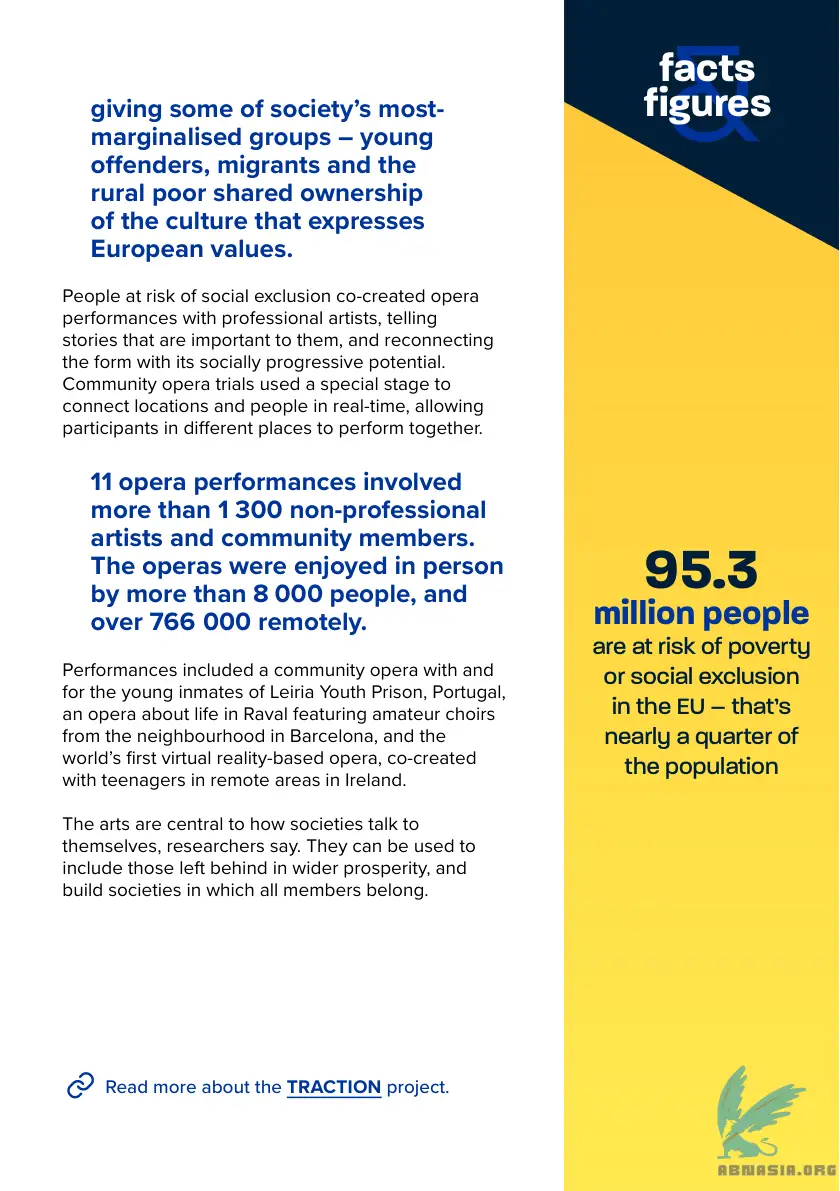 giving some of society’s most-
marginalised groups – young
offenders, migrants and the
rural poor shared ownership
of the culture that expresses
European values.
People at risk of social exclusion co-created opera
performances with professional artists, telling
stories that are important to them, and reconnecting
the form with its socially progressive potential.
Community opera trials used a special stage to
connect locations and people in real-time, allowing
participants in different places to perform together.
11 opera performances involved
more than 1 300 non-professional
artists and community members.
The operas were enjoyed in person
by more than 8 000 people, and
over 766 000 remotely.
Performances included a community opera with and
for the young inmates of Leiria Youth Prison, Portugal,
an opera about life in Raval featuring amateur choirs
from the neighbourhood in Barcelona, and the
world’s first virtual reality-based opera, co-created
with teenagers in remote areas in Ireland.
The arts are central to how societies talk to
themselves, researchers say. They can be used to
include those left behind in wider prosperity, and
build societies in which all members belong.
Read more about the TRACTION project.
facts
&
figures
95.3
million people
are at risk of poverty
or social exclusion
in the EU – that’s
nearly a quarter of
the population
ABNASIA.ORG